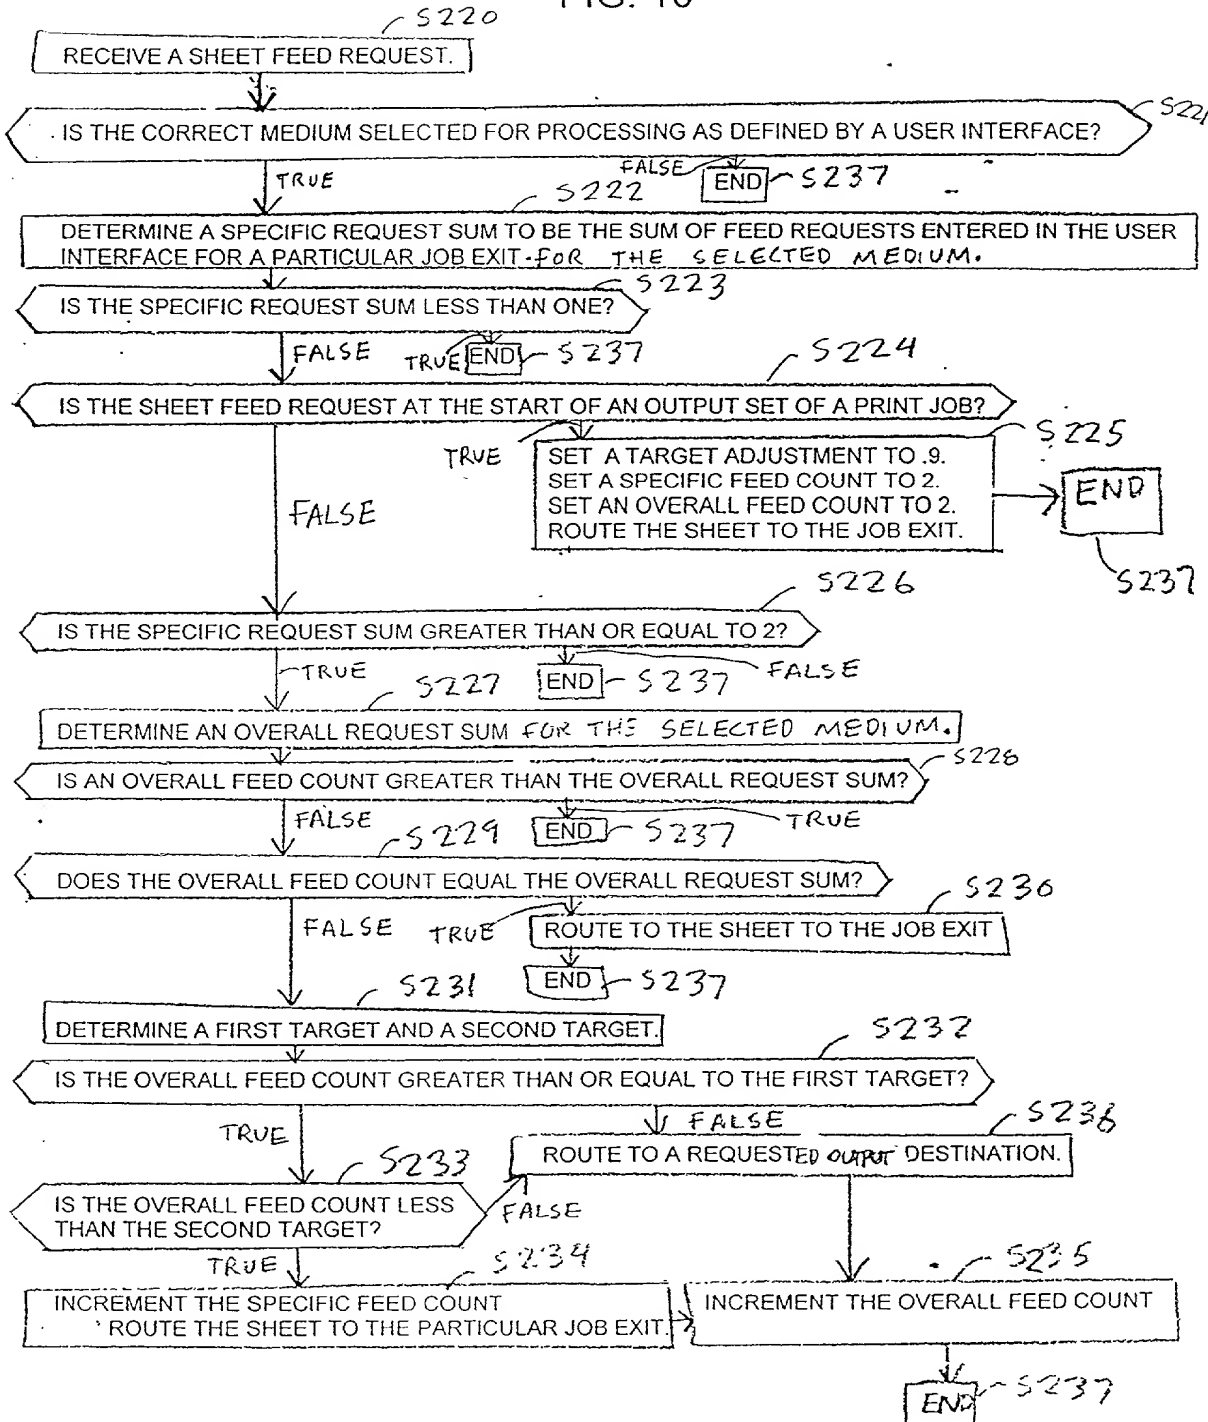 S220
RECEIVE A SHEET FEED REQUEST.
S221
IS THE CORRECT MEDIUM SELECTED FOR PROCESSING AS DEFINED BY A USER INTERFACE?
TRUE
FALSE
END
S237
S222
DETERMINE A SPECIFIC REQUEST SUM TO BE THE SUM OF FEED REQUESTS ENTERED IN THE USER
INTERFACE FOR A PARTICULAR JOB EXIT-FOR THE SELECTED MEDIUM.
S223
IS THE SPECIFIC REQUEST SUM LESS THAN ONE?
FALSE
TRUE
END
S237
S224
IS THE SHEET FEED REQUEST AT THE START OF AN OUTPUT SET OF A PRINT JOB?
TRUE
S225
SET A TARGET ADJUSTMENT TO .9.
SET A SPECIFIC FEED COUNT TO 2.
SET AN OVERALL FEED COUNT TO 2.
ROUTE THE SHEET TO THE JOB EXIT.
END
S237
FALSE
S226
IS THE SPECIFIC REQUEST SUM GREATER THAN OR EQUAL TO 2?
TRUE
END
S237
FALSE
S227
DETERMINE AN OVERALL REQUEST SUM FOR THE SELECTED MEDIUM.
S228
IS AN OVERALL FEED COUNT GREATER THAN THE OVERALL REQUEST SUM?
FALSE
END
S237
TRUE
S229
DOES THE OVERALL FEED COUNT EQUAL THE OVERALL REQUEST SUM?
FALSE
TRUE
S230
ROUTE TO THE SHEET TO THE JOB EXIT
END
S237
S231
DETERMINE A FIRST TARGET AND A SECOND TARGET.
S232
IS THE OVERALL FEED COUNT GREATER THAN OR EQUAL TO THE FIRST TARGET?
TRUE
FALSE
ROUTE TO A REQUESTED OUTPUT DESTINATION.
S233
IS THE OVERALL FEED COUNT LESS
THAN THE SECOND TARGET?
FALSE
TRUE
S234
INCREMENT THE SPECIFIC FEED COUNT
ROUTE THE SHEET TO THE PARTICULAR JOB EXIT.
S235
INCREMENT THE OVERALL FEED COUNT
END
S237